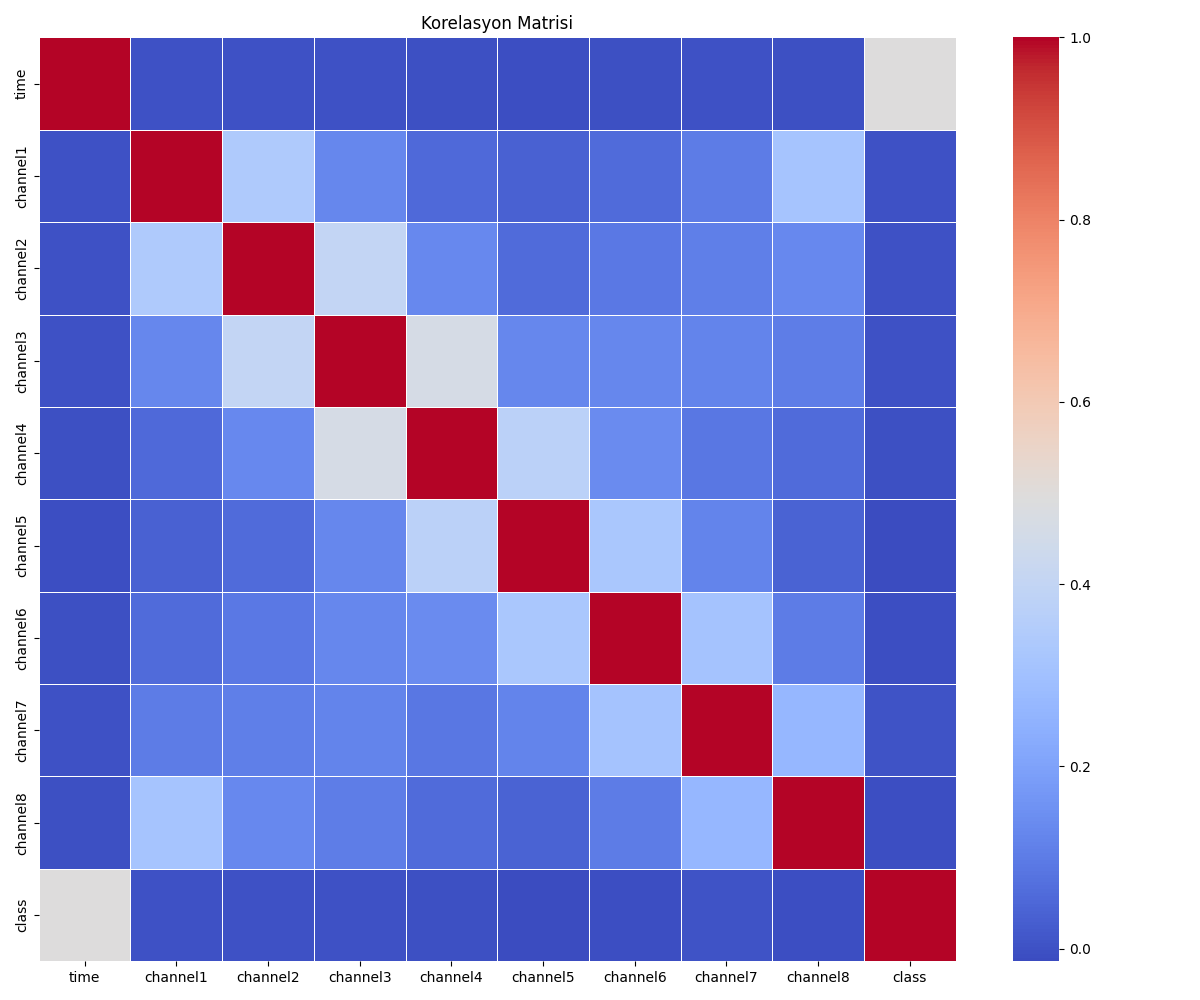 Korelasyon Matrisi
time
channel1
channel2
channel3
channel4
channel5
channel6
channel7
channel8
class
time
channel1
channel2
channel3
channel4
channel5
channel6
channel7
channel8
class
1.0
0.8
0.6
0.4
0.2
0.0